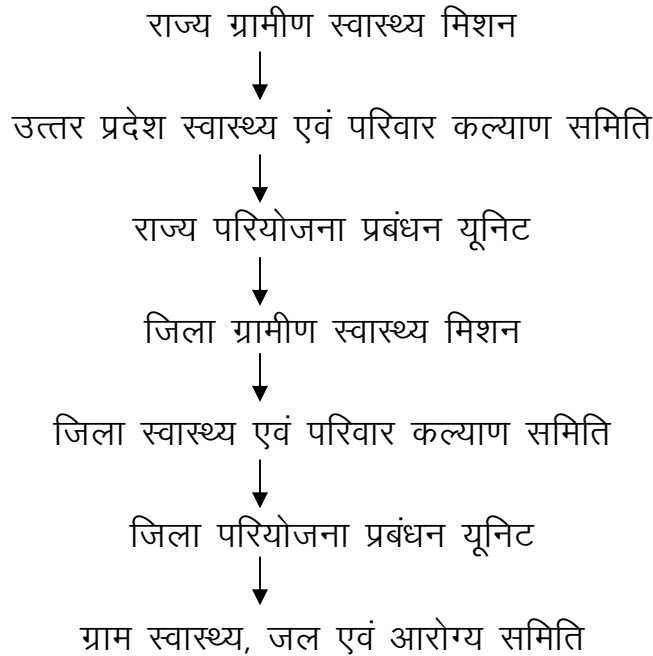 राज्य ग्रामीण स्वास्थ्य मिशन
उत्तर प्रदेश स्वास्थ्य एवं परिवार कल्याण समिति
राज्य परियोजना प्रबंधन यूनिट
जिला ग्रामीण स्वास्थ्य मिशन
जिला स्वास्थ्य एवं परिवार कल्याण समिति
जिला परियोजना प्रबंधन यूनिट
ग्राम स्वास्थ्य, जल एवं आरोग्य समिति